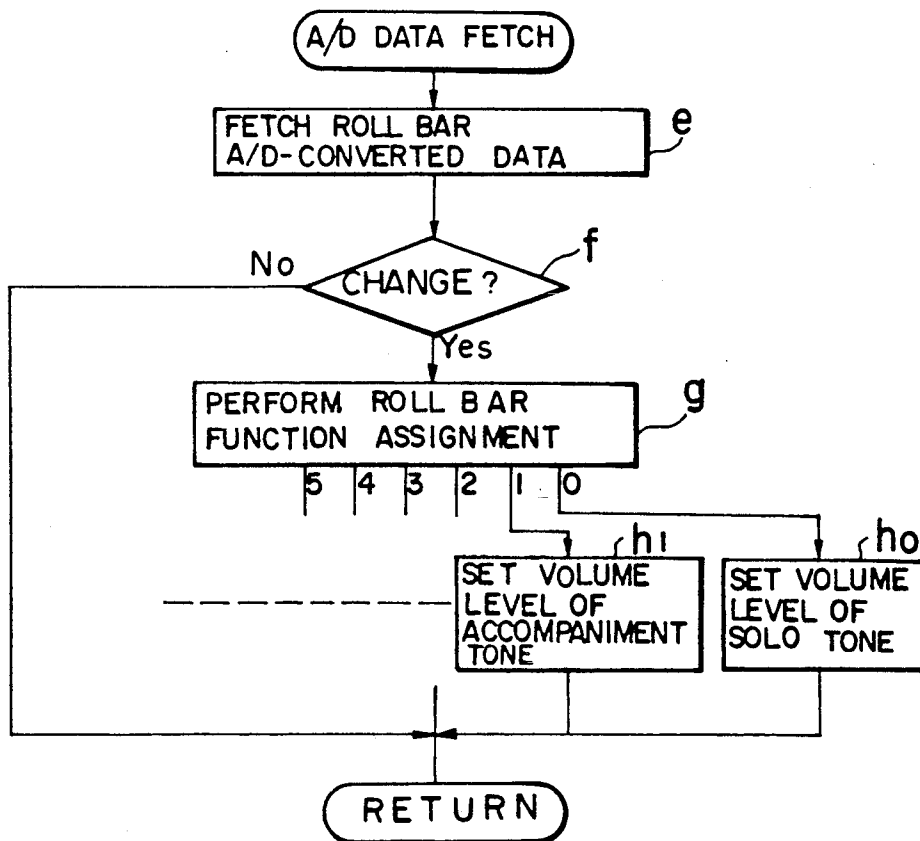 A/D DATA FETCH
FETCH ROLL BAR
A/D-CONVERTED DATA
e
CHANGE?
f
No
Yes
PERFORM ROLL BAR
FUNCTION ASSIGNMENT
g
5 4 3 2 1 0
h1
SET VOLUME
LEVEL OF
ACCOMPANIMENT
TONE
h0
SET VOLUME
LEVEL OF
SOLO TONE
RETURN